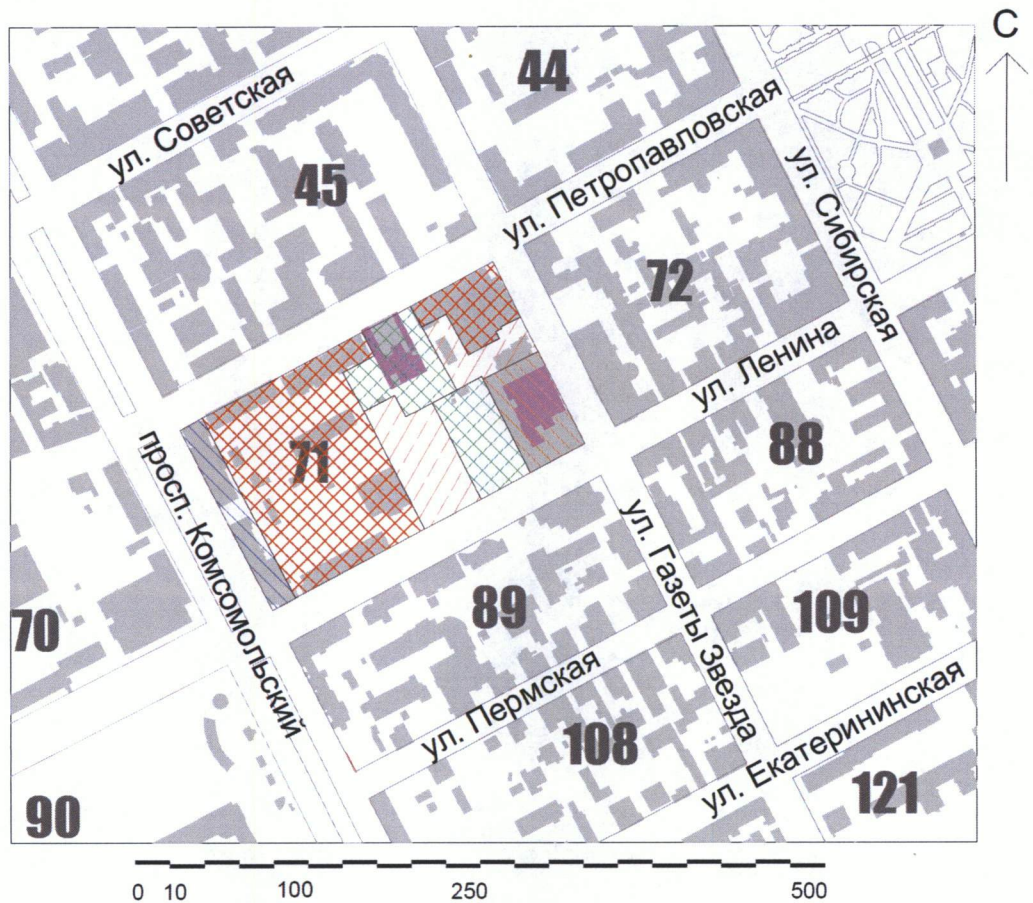 С
44
ул. Советская
ул. Петропавловская
45
ул. Сибирская
72
ул. Ленина
71
88
просп. Комсомольский
ул. Газеты Звезда
89
109
70
ул. Пермская
108
ул. Екатерининская
121
90
0 10 100 250 500